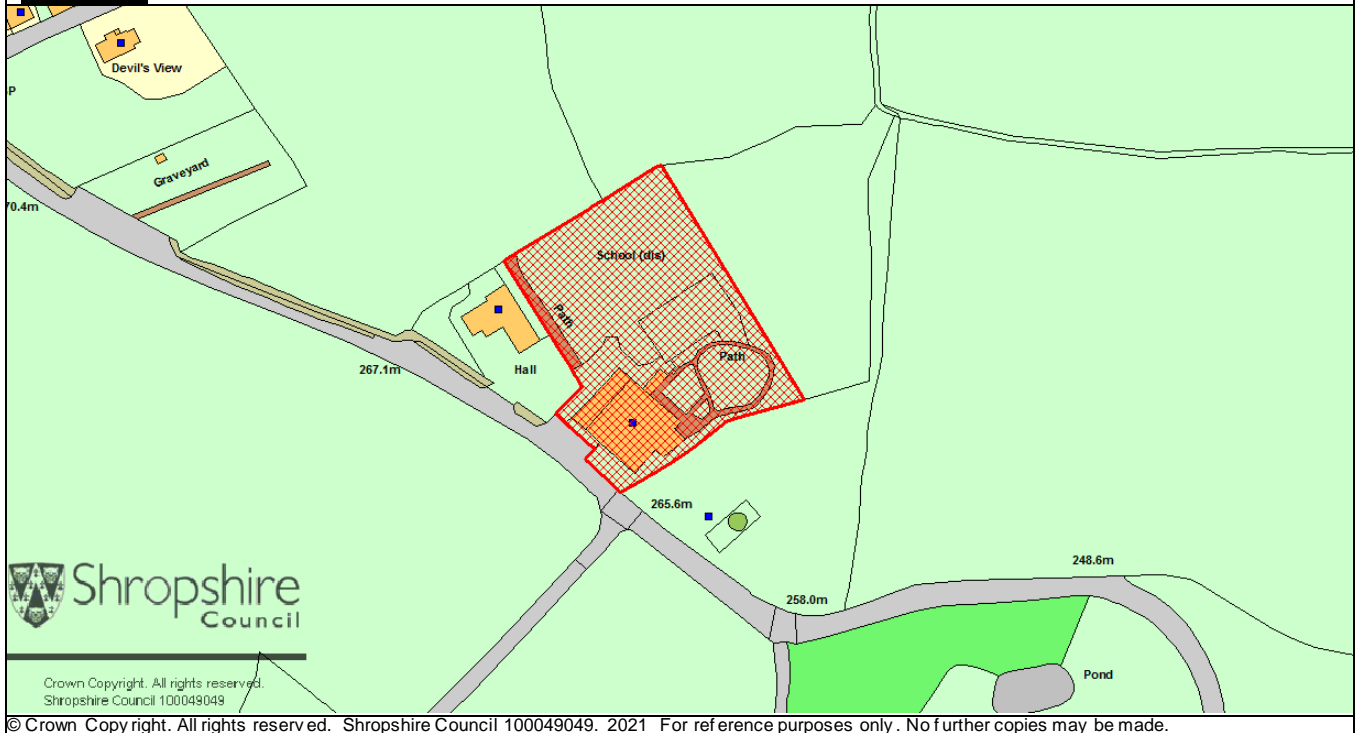 Devil's View
P
Graveyard
70.4m
School (dis)
Path
Path
267.1m
Hall
265.6m
248.6m
258.0m
Shropshire
Council
Pond
Crown Copyright. All rights reserved.
Shropshire Council 100049049
© Crown Copyright. All rights reserved. Shropshire Council 100049049. 2021 For reference purposes only. No further copies may be made.